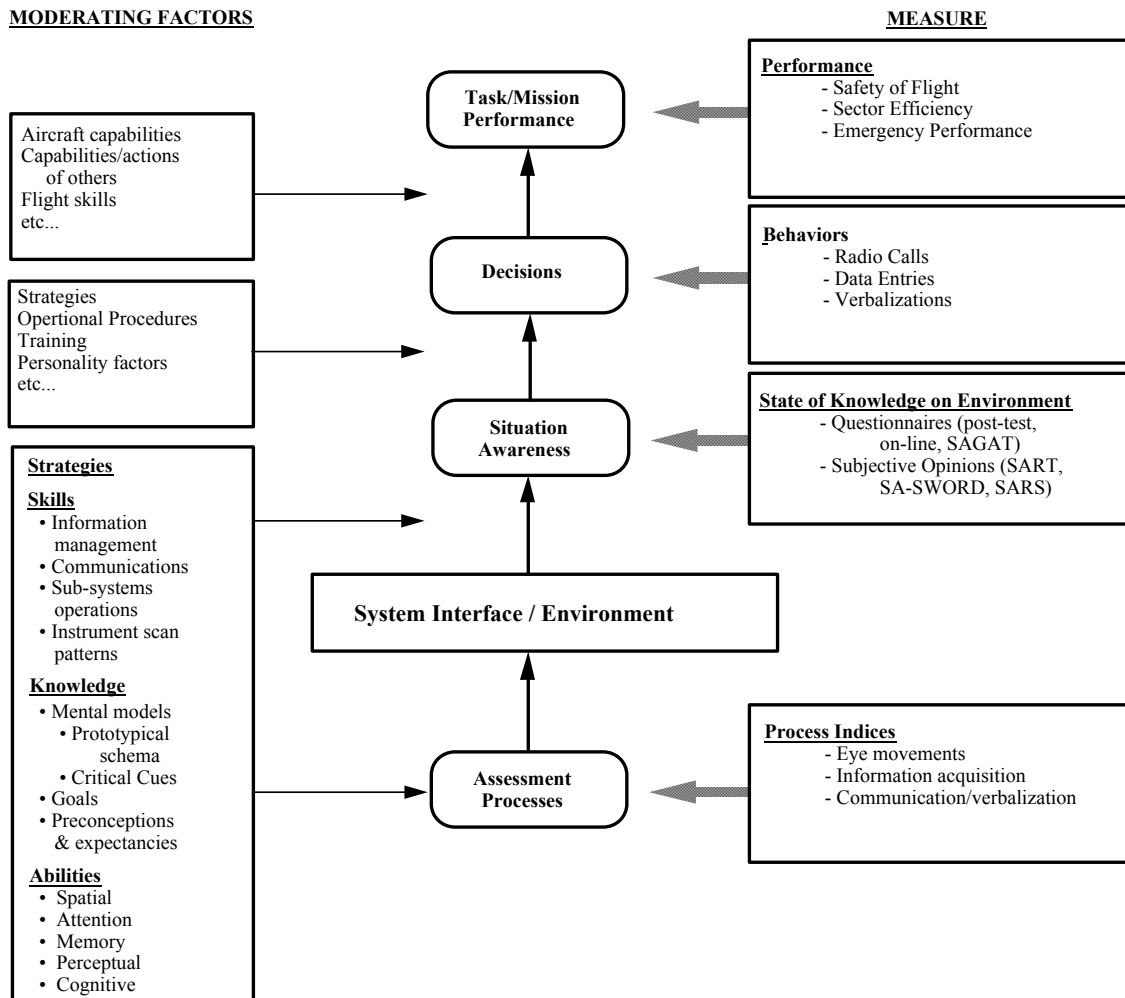 MODERATING FACTORS
Aircraft capabilities
Capabilities/actions
of others
Flight skills
etc...
Strategies
Opertional Procedures
Training
Personality factors
etc...
Strategies
Skills
• Information
management
• Communications
• Sub-systems
operations
• Instrument scan
patterns
Knowledge
• Mental models
• Prototypical
schema
• Critical Cues
• Goals
• Preconceptions
& expectancies
Abilities
• Spatial
• Attention
• Memory
• Perceptual
• Cognitive
Task/Mission
Performance
Decisions
Situation
Awareness
System Interface / Environment
Assessment
Processes
MEASURE
Performance
- Safety of Flight
- Sector Efficiency
- Emergency Performance
Behaviors
- Radio Calls
- Data Entries
- Verbalizations
State of Knowledge on Environment
- Questionnaires (post-test,
on-line, SAGAT)
- Subjective Opinions (SART,
SA-SWORD, SARS)
Process Indices
- Eye movements
- Information acquisition
- Communication/verbalization